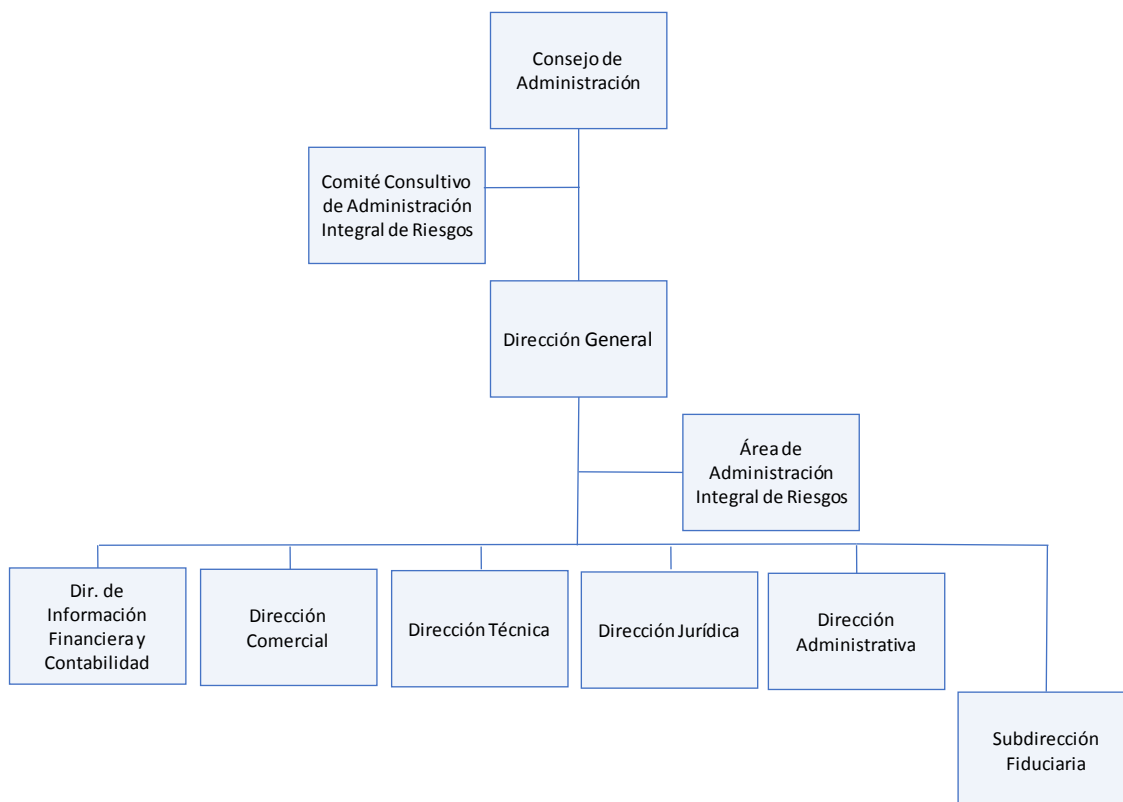 Consejo de
Administración
Comité Consultivo
de Administración
Integral de Riesgos
Dirección General
Área de
Administración
Integral de Riesgos
Dir. de
Información
Financiera y
Contabilidad
Dirección
Comercial
Dirección Técnica
Dirección Jurídica
Dirección
Administrativa
Subdirección
Fiduciaria